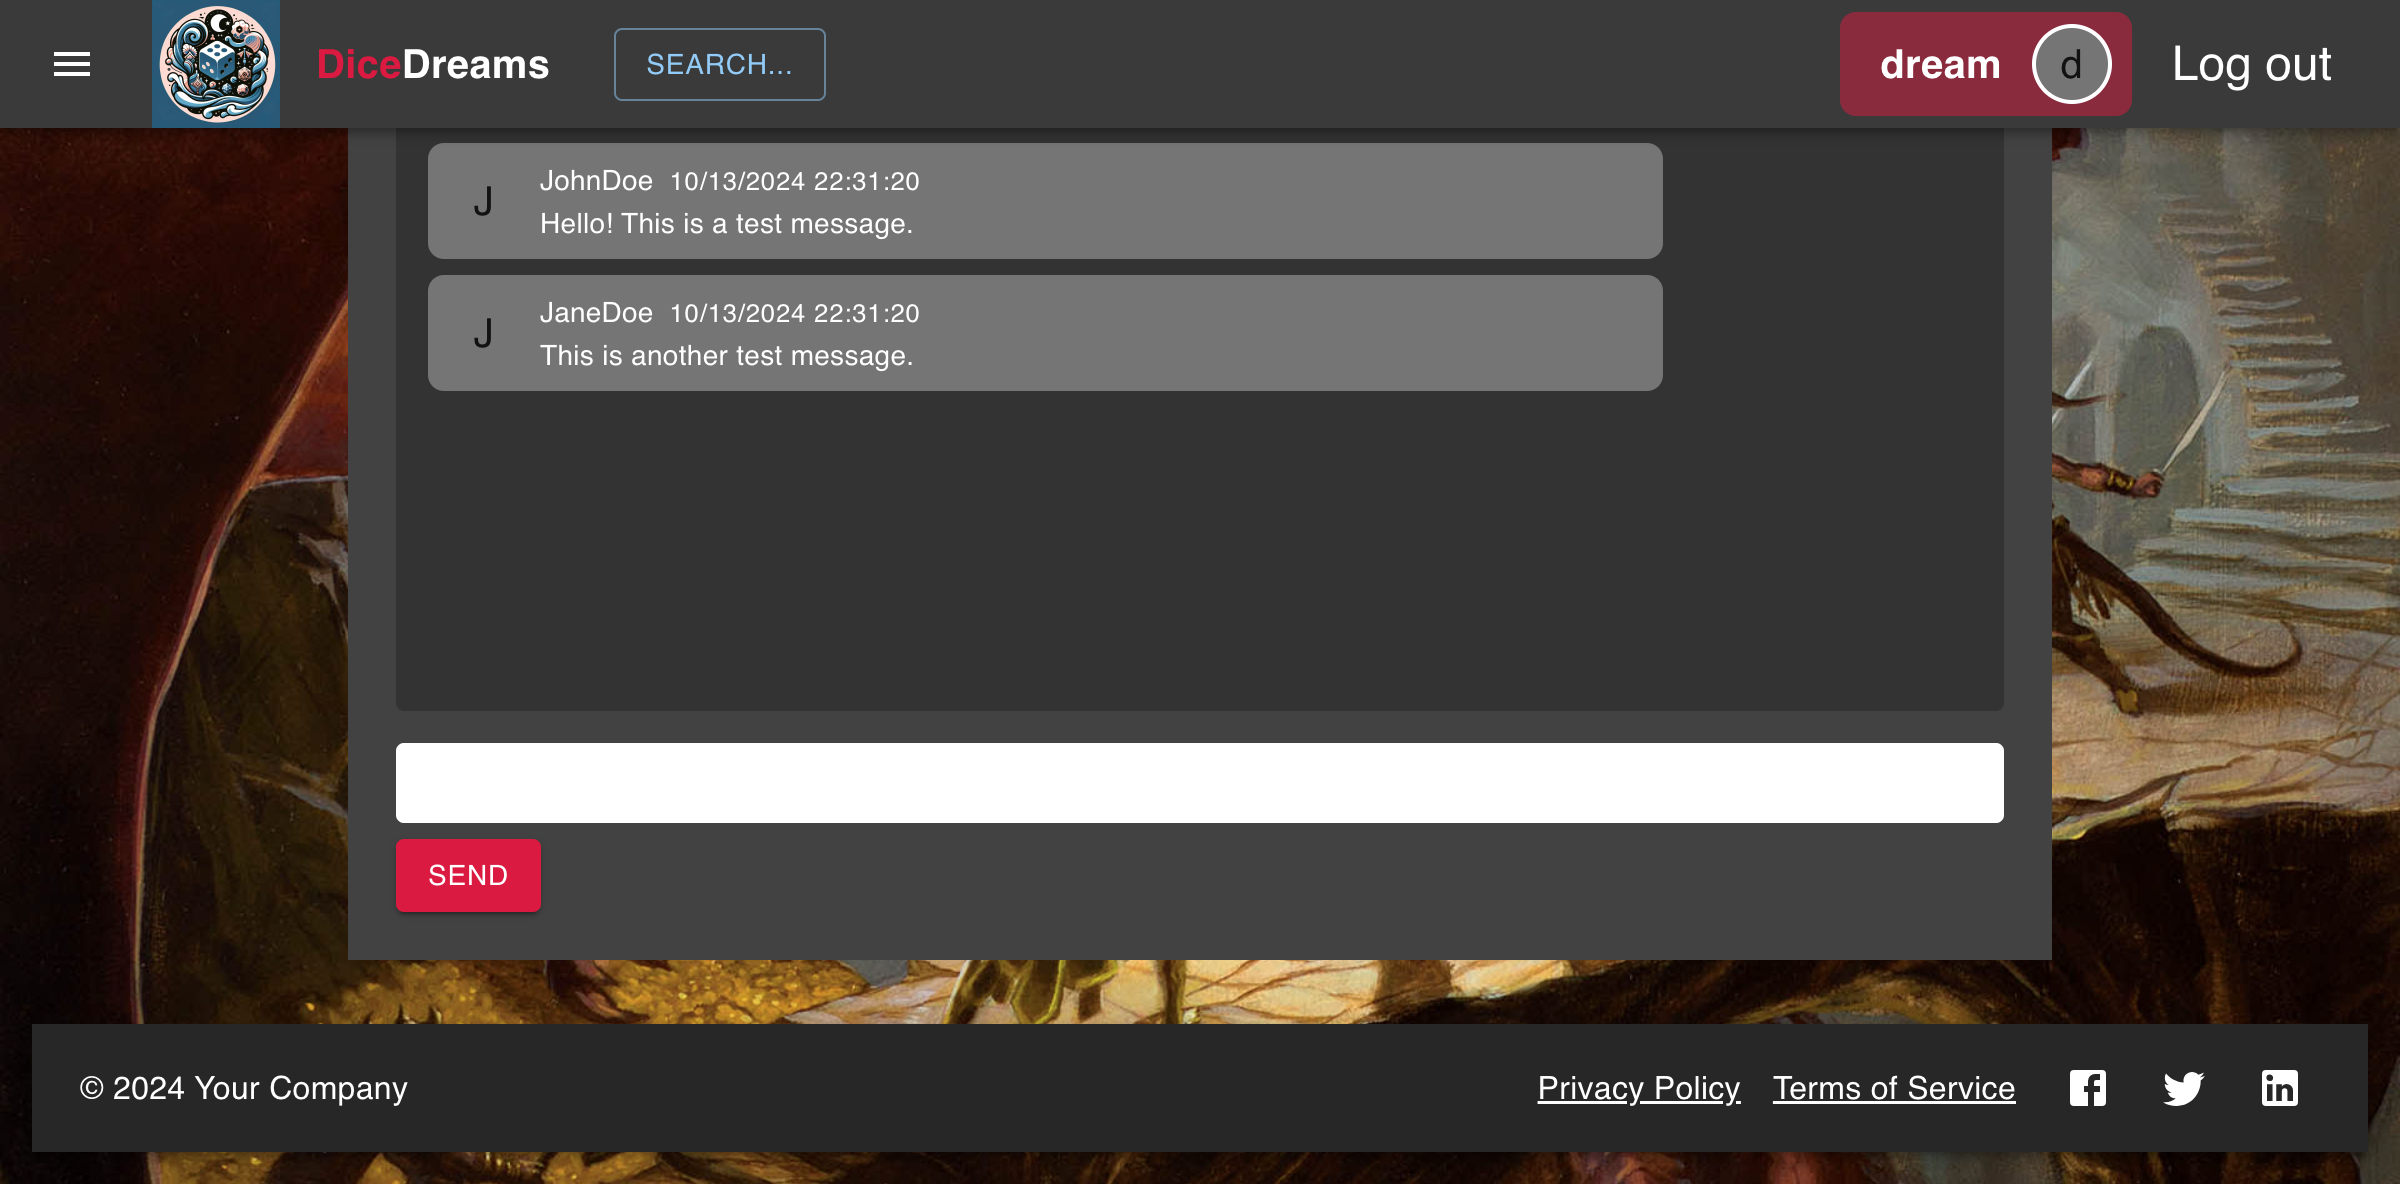 DiceDreams
SEARCH...
dream
d
Log out
J
JohnDoe 10/13/2024 22:31:20
Hello! This is a test message.
J
JaneDoe 10/13/2024 22:31:20
This is another test message.
SEND
© 2024 Your Company
Privacy Policy
Terms of Service